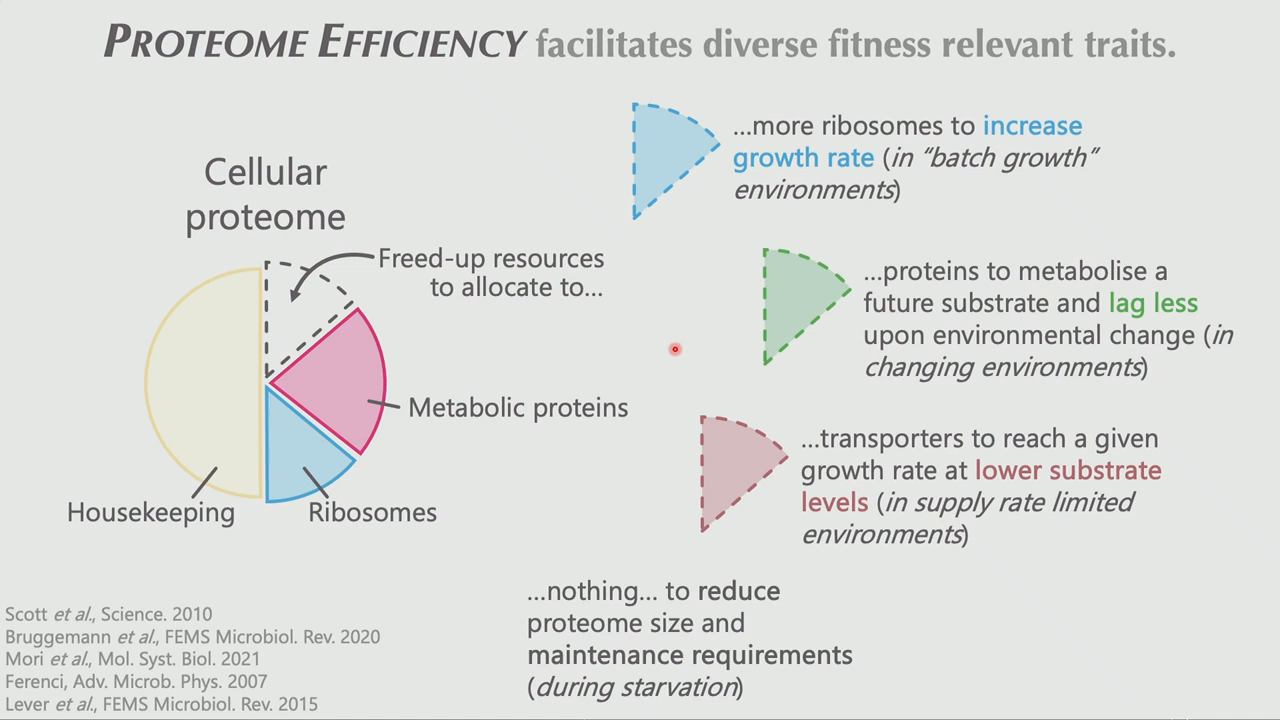 PROTEOME EFFICIENCY facilitates diverse fitness relevant traits.
Cellular
proteome
Freed-up resources
to allocate to...
Metabolic proteins
Housekeeping
Ribosomes
...more ribosomes to increase
growth rate (in “batch growth”
environments)
...proteins to metabolise a
future substrate and lag less
upon environmental change (in
changing environments)
...transporters to reach a given
growth rate at lower substrate
levels (in supply rate limited
environments)
...nothing... to reduce
proteome size and
maintenance requirements
(during starvation)
Scott et al., Science. 2010
Bruggemann et al., FEMS Microbiol. Rev. 2020
Mori et al., Mol. Syst. Biol. 2021
Ferenci, Adv. Microb. Phys. 2007
Lever et al., FEMS Microbiol. Rev. 2015